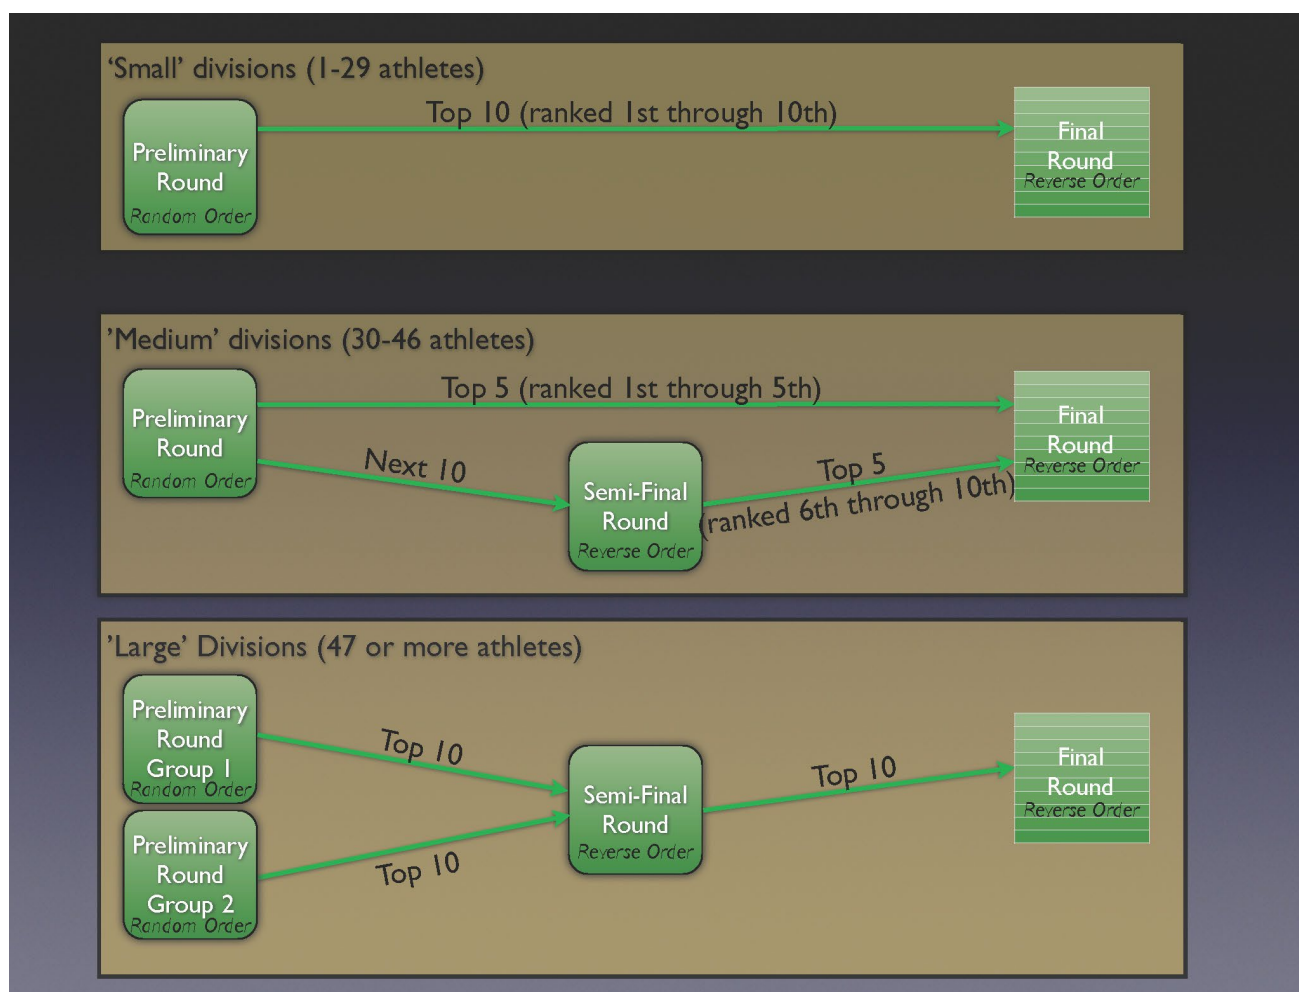 ‘Small’ divisions (1-29 athletes)
Top 10 (ranked 1st through 10th)
Preliminary
Round
Random Order
Final
Round
Reverse Order
’Medium’ divisions (30-46 athletes)
Top 5 (ranked 1st through 5th)
Preliminary
Round
Random Order
Next 10
Semi-Final
Round
Reverse Order
Top 5
(ranked 6th through 10th)
Final
Round
Reverse Order
’Large’ Divisions (47 or more athletes)
Preliminary
Round
Group 1
Random Order
Top 10
Preliminary
Round
Group 2
Random Order
Top 10
Semi-Final
Round
Reverse Order
Top 10
Final
Round
Reverse Order